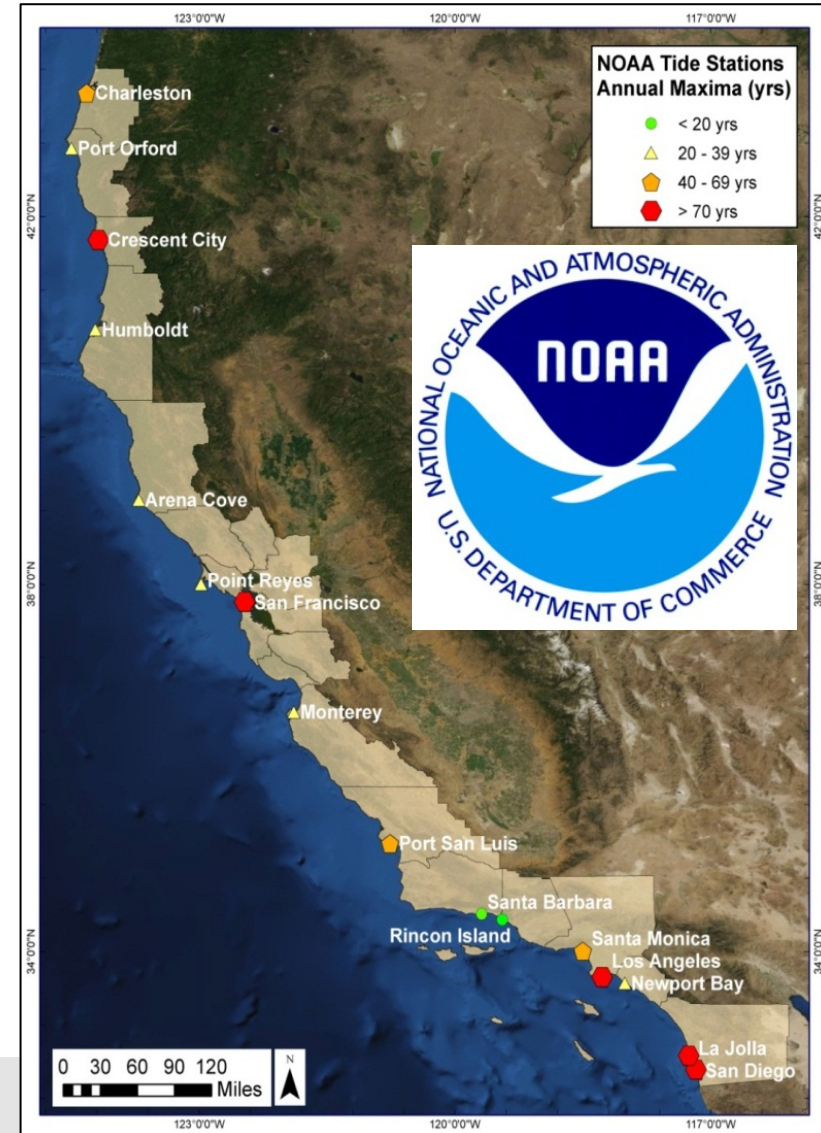 123°0'0"W
120°0'0"W
117°0'0"W
NOAA Tide Stations
Annual Maxima (yrs)
< 20 yrs
20 - 39 yrs
40 - 69 yrs
> 70 yrs
Charleston
Port Orford
42°0'0"N
42°0'0"N
Crescent City
NATIONAL OCEANIC AND ATMOSPHERIC ADMINISTRATION
NOAA
U.S. DEPARTMENT OF COMMERCE
Humboldt
Arena Cove
38°0'0"N
38°0'0"N
Point Reyes
San Francisco
Monterey
Port San Luis
Santa Barbara
Rincon Island
34°0'0"N
34°0'0"N
Santa Monica
Los Angeles
Newport Bay
La Jolla
San Diego
0 30 60 90 120
Miles
N
123°0'0"W
120°0'0"W
117°0'0"W